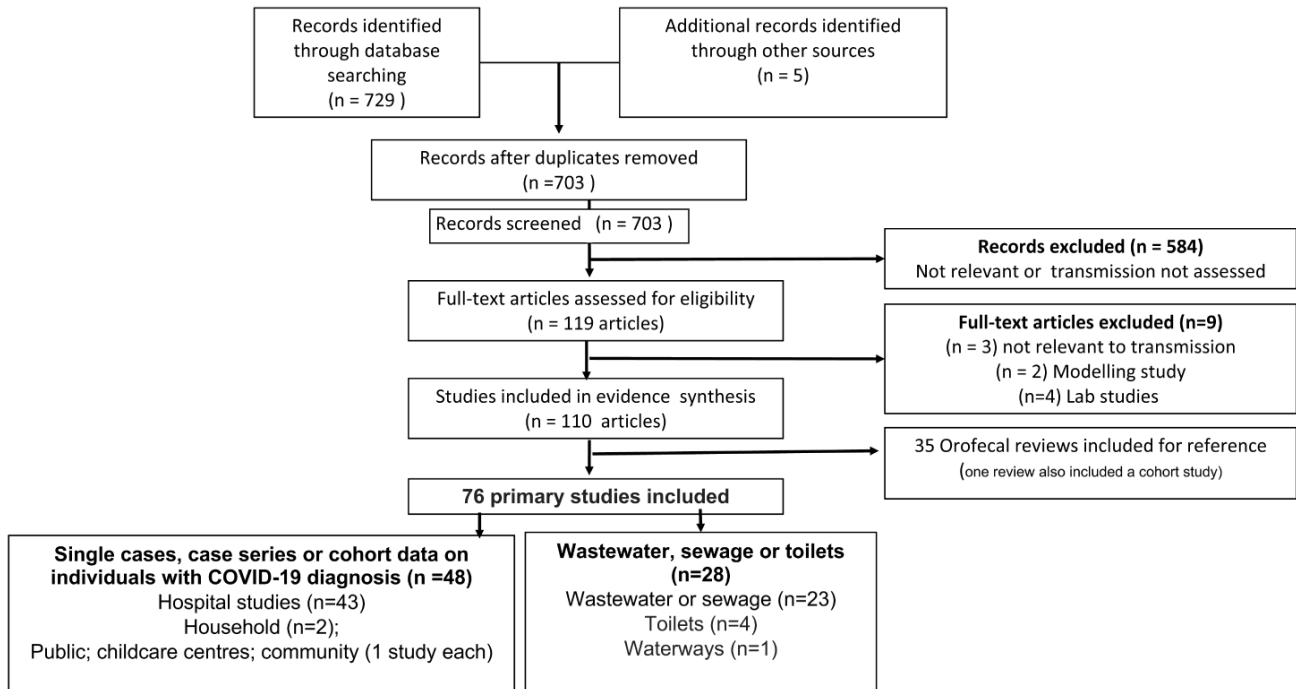 Records identified
through database
searching
(n = 729 )
Additional records identified
through other sources
(n = 5)
Records after duplicates removed
(n =703 )
Records screened (n = 703 )
Records excluded (n = 584)
Not relevant or transmission not assessed
Full-text articles assessed for eligibility
(n = 119 articles)
Full-text articles excluded (n=9)
(n = 3) not relevant to transmission
(n = 2) Modelling study
(n=4) Lab studies
Studies included in evidence synthesis
(n = 110 articles)
35 Orofecal reviews included for reference
(one review also included a cohort study)
76 primary studies included
Single cases, case series or cohort data on
individuals with COVID-19 diagnosis (n =48)
Hospital studies (n=43)
Household (n=2);
Public; childcare centres; community (1 study each)
Wastewater, sewage or toilets
(n=28)
Wastewater or sewage (n=23)
Toilets (n=4)
Waterways (n=1)